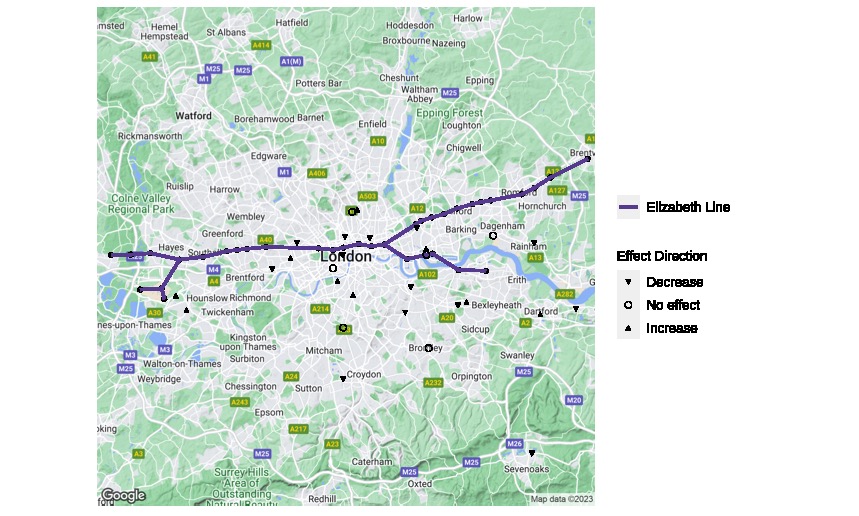 msted
Hemel
Hempstead
St Albans
Hatfield
Hoddesdon
Harlow
Broxbourne
Nazeing
A41
A414
M25
M1
M25
A1(M)
Potters Bar
Cheshunt
Waltham
Abbey
M25
Epping
Epping Forest
Loughton
Watford
Borehamwood
Barnet
Enfield
Rickmansworth
A10
Chigwell
Edgware
M1
A406
A503
Brentw
A12
A127
M25
Ruislip
Harrow
Colne Valley
Regional Park
Wembley
A12
Hornchurch
Greenford
Barking
Dagenham
Hayes
A40
London
Rainham
A13
M4
A4
Brentford
A102
Erith
A282
Hounslow
Richmond
A30
Twickenham
A214
A20
Bexleyheath
A2
Dartford
nes-upon-Thames
Sidcup
M3
M3
Kingston
upon Thames
Surbiton
Mitcham
Bromley
Swanley
Walton-on-Thames
M25
Weybridge
A24
Croydon
Orpington
M25
Chessington
Sutton
A232
A243
Epsom
M20
oking
A217
A23
A3
M25
M26
Caterham
M25
M25
Sevenoaks
Surrey Hills
Area of
Outstanding
Natural Beauty
Oxted
Redhill
Google
Map data ©2023
Elizabeth Line
Effect Direction
Decrease
No effect
Increase